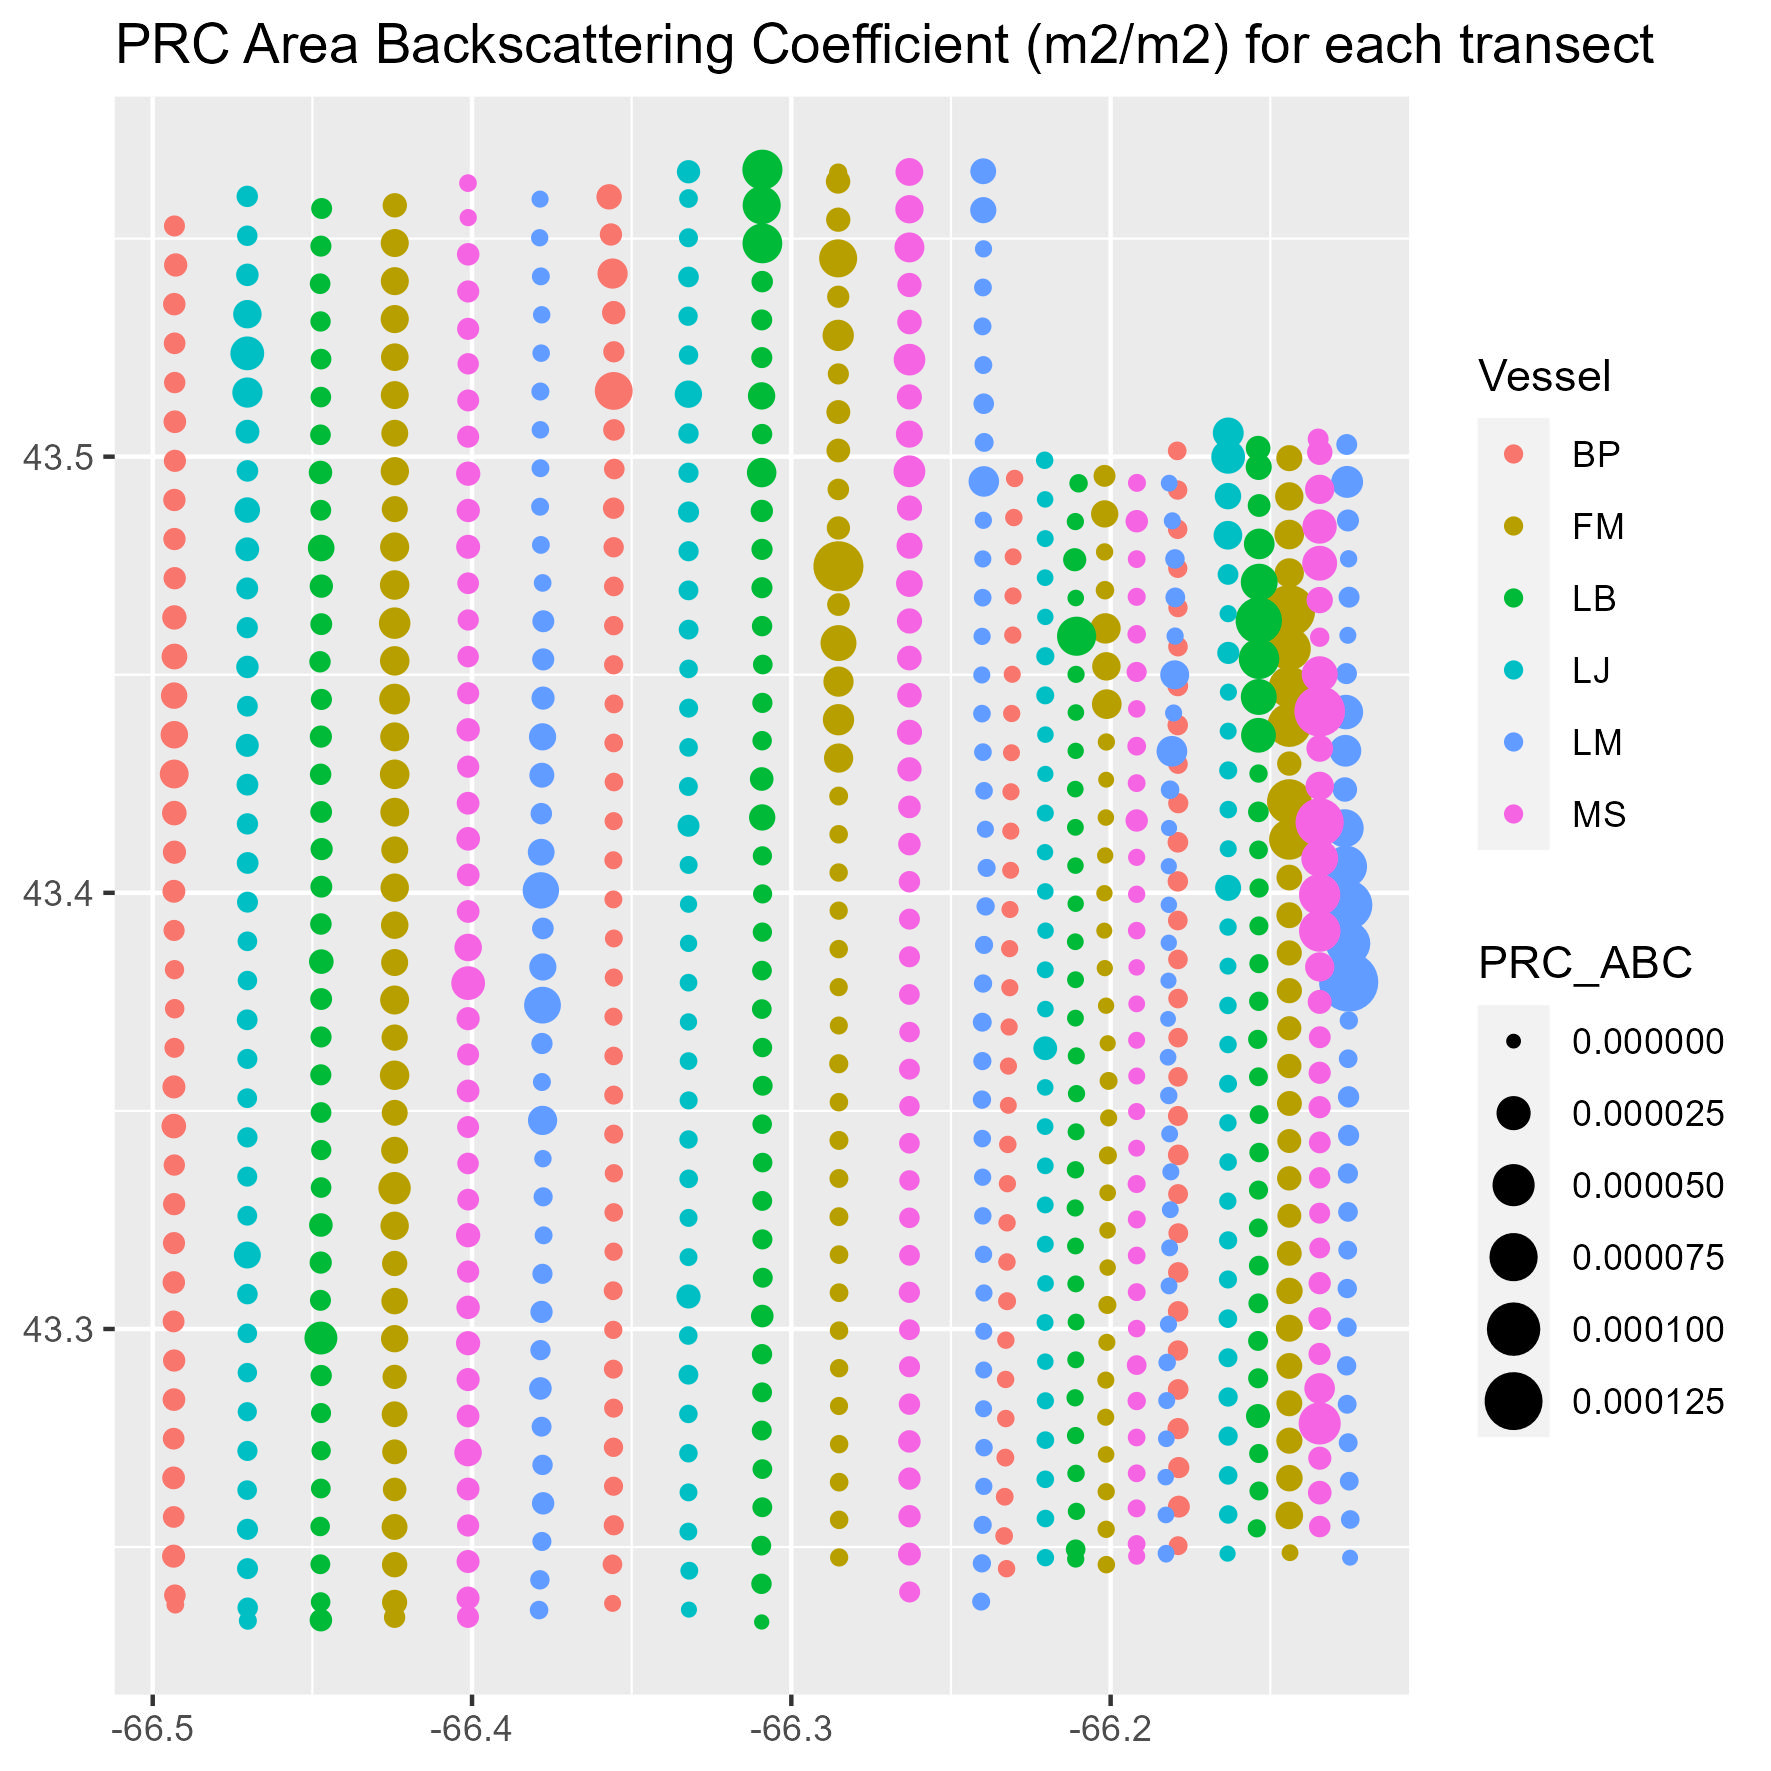 PRC Area Backscattering Coefficient (m2/m2) for each transect
43.5
43.4
43.3
-66.5
-66.4
-66.3
-66.2
Vessel
BP
FM
LB
LJ
LM
MS
PRC_ABC
0.000000
0.000025
0.000050
0.000075
0.000100
0.000125